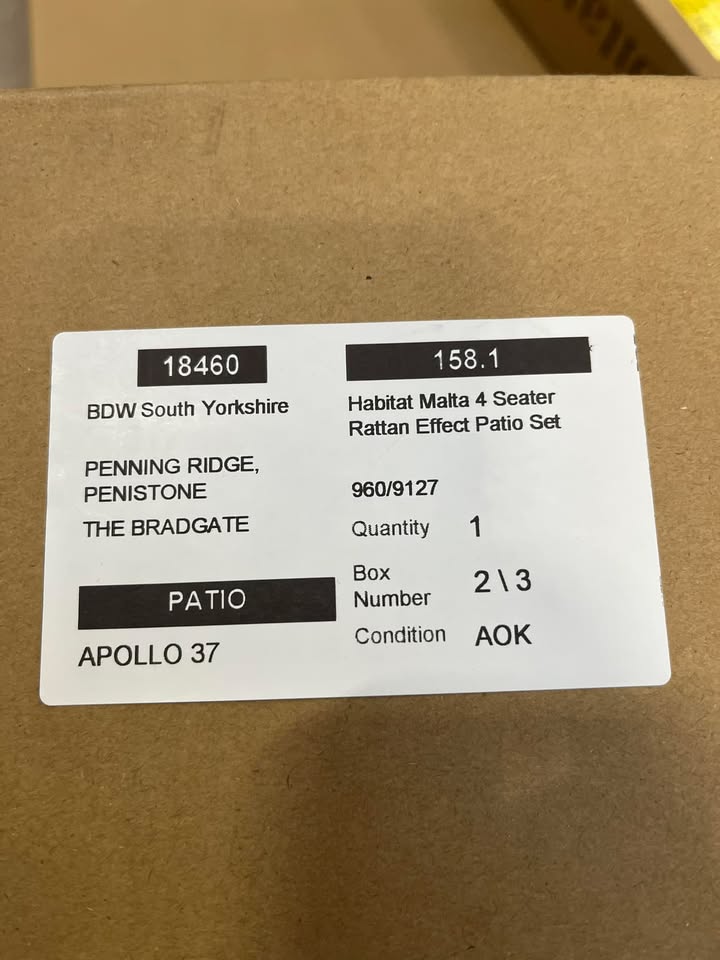 18460
BDW South Yorkshire
PENNING RIDGE,
PENISTONE
THE BRADGATE
PATIO
APOLLO 37
158.1
Habitat Malta 4 Seater
Rattan Effect Patio Set
960/9127
Quantity 1
Box
Number 2\3
Condition AOK